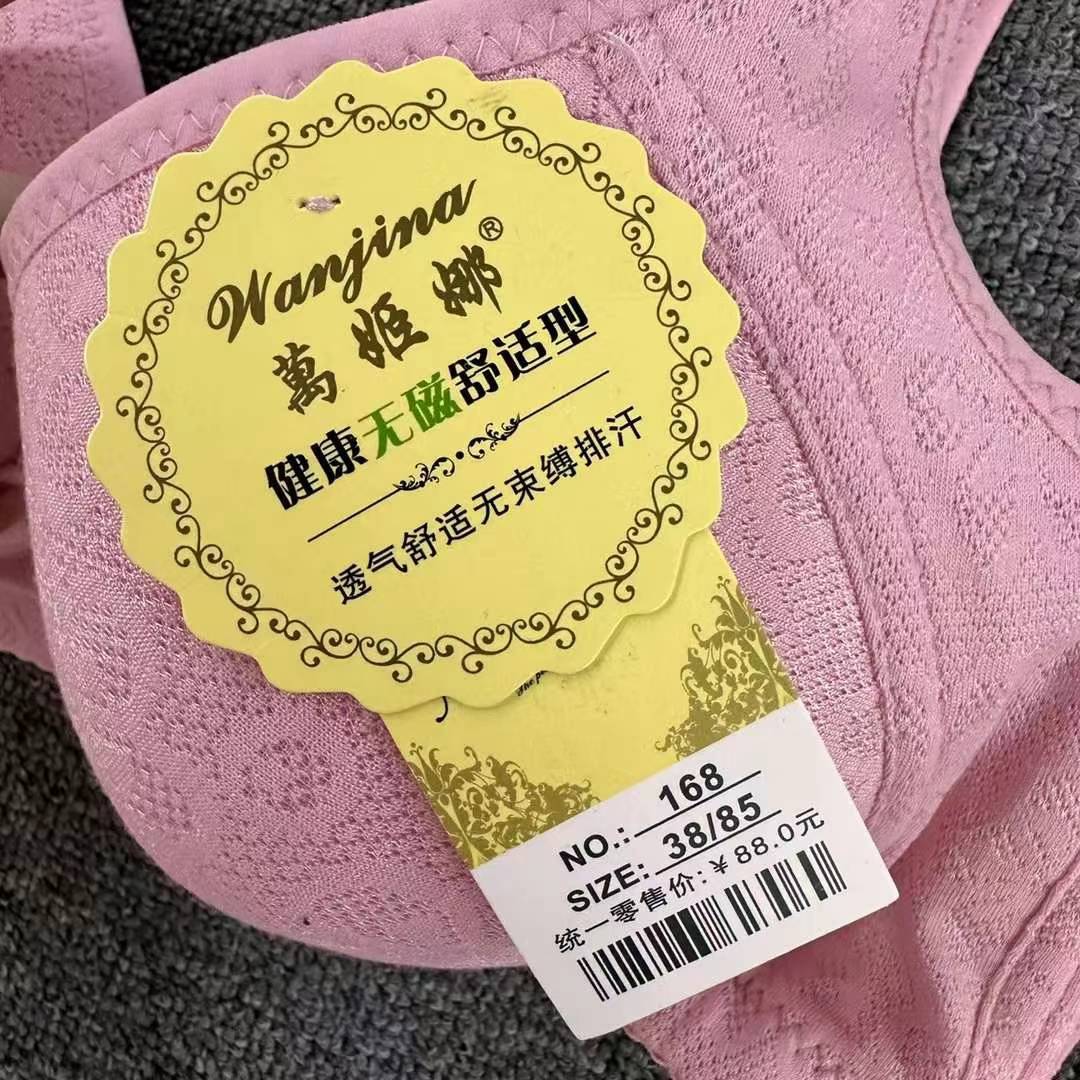 Wanjina
萬姬娜®
健康无磁舒适型
透气舒适无束缚排汗
The
NO.: 168
SIZE: 38/85
统一零售价:￥88.0元